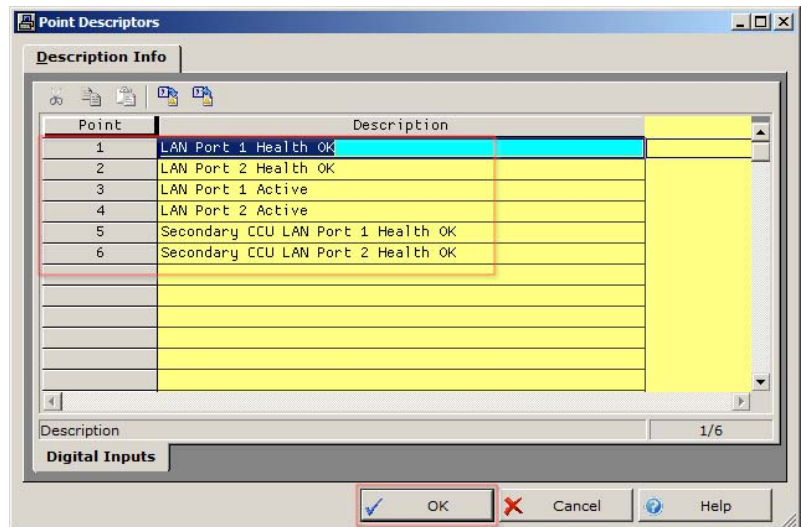 Point Descriptors
Description Info
Point Description
1 LAN Port 1 Health OK
2 LAN Port 2 Health OK
3 LAN Port 1 Active
4 LAN Port 2 Active
5 Secondary CCU LAN Port 1 Health OK
6 Secondary CCU LAN Port 2 Health OK
Description 1/6
Digital Inputs
OK Cancel Help